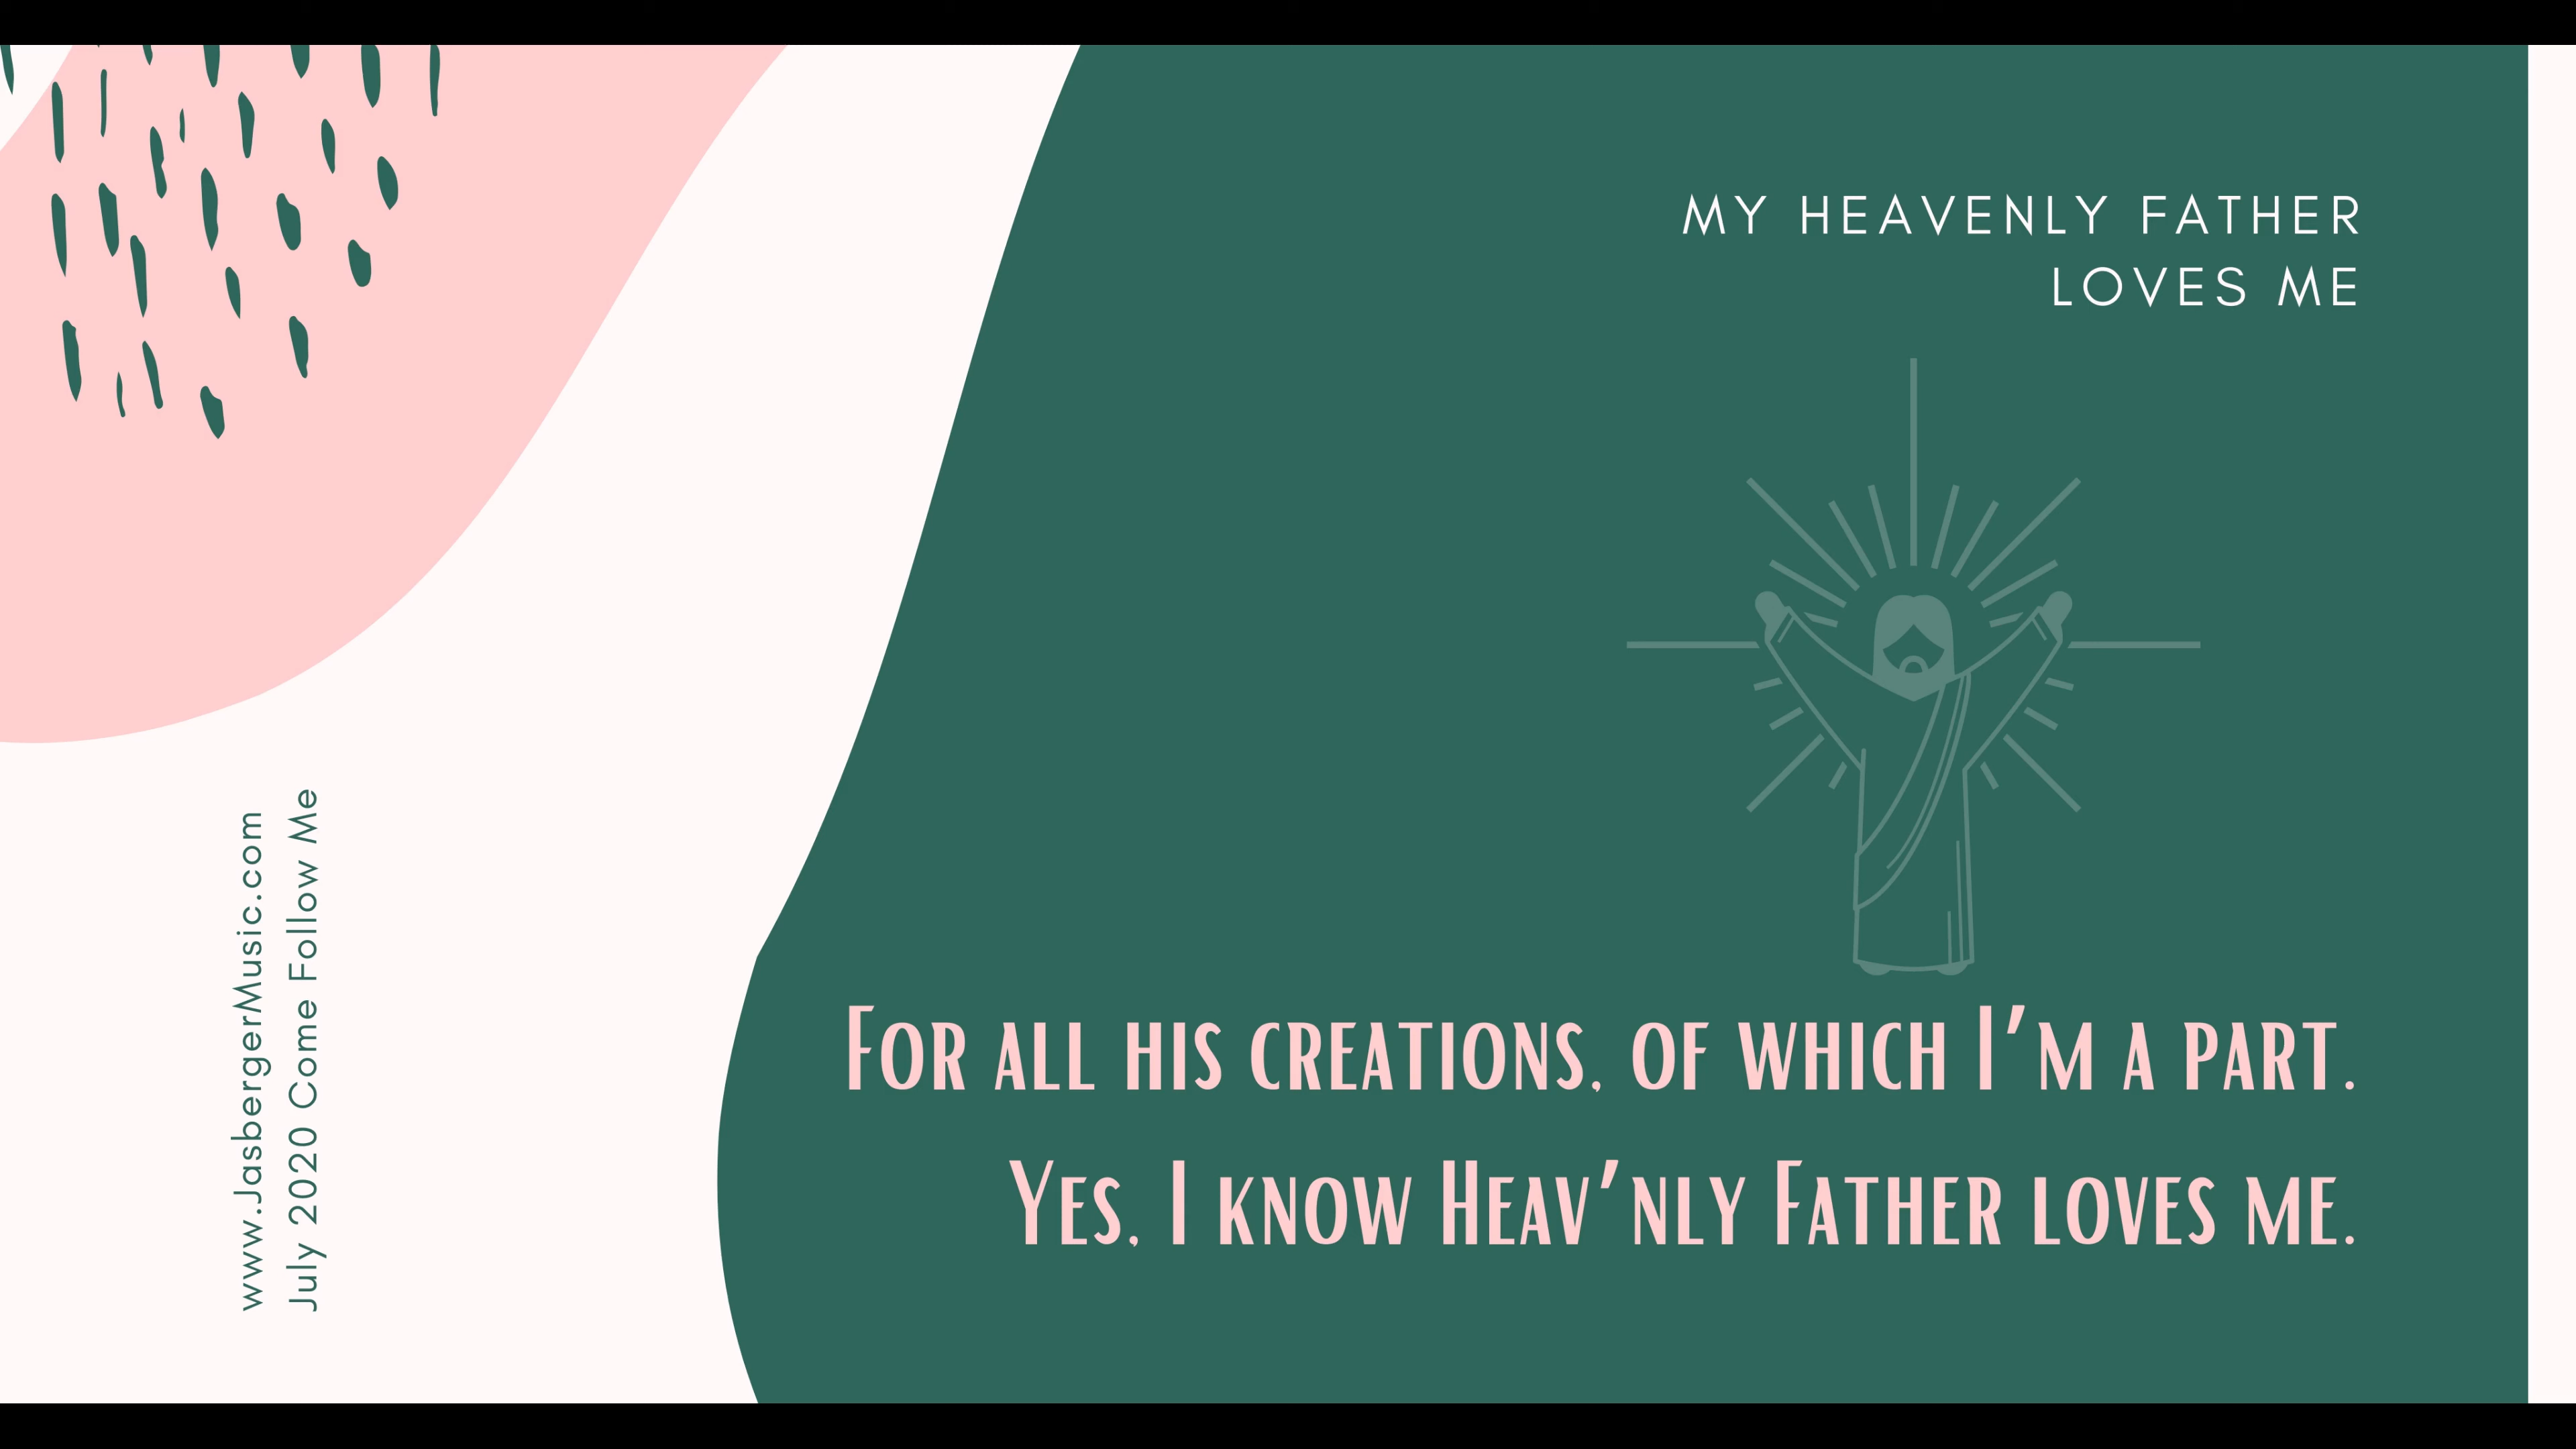 MY HEAVENLY FATHER
LOVES ME
For all his creations, of which I'm a part.
Yes, I know Heav'nly Father loves me.
www.JasbergerMusic.com
July 2020 Come Follow Me